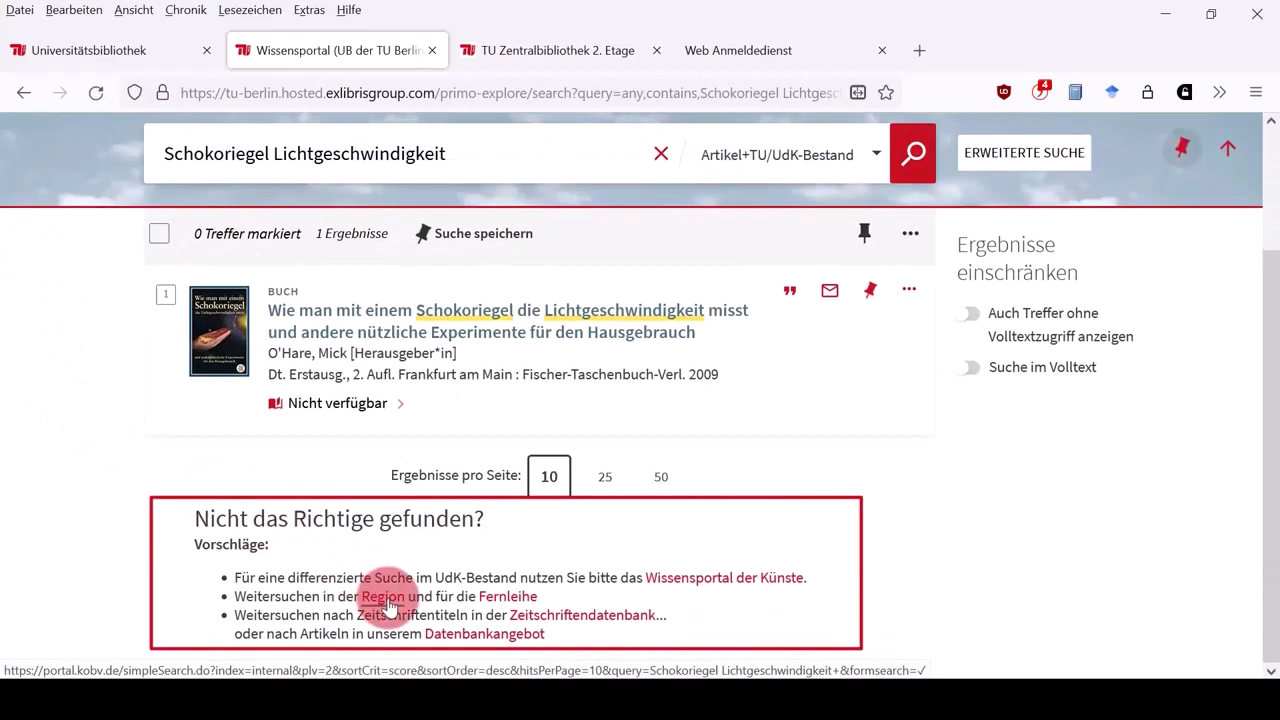 Datei Bearbeiten Ansicht Chronik Lesezeichen Extras Hilfe
Universitätsbibliothek
Wissensportal (UB der TU Berlin
TU Zentralbibliothek 2. Etage
Web Anmeldedienst
https://tu-berlin.hosted.exlibrisgroup.com/primo-explore/search?query=any,contains,Schokoriegel Lichtgesc
4
Schokoriegel Lichtgeschwindigkeit
Artikel+TU/UdK-Bestand
ERWEITERTE SUCHE
0 Treffer markiert 1 Ergebnisse Suche speichern
Ergebnisse
einschränken
Auch Treffer ohne
Volltextzugriff anzeigen
Suche im Volltext
1
BUCH
Wie man mit einem Schokoriegel die Lichtgeschwindigkeit misst
und andere nützliche Experimente für den Hausgebrauch
O'Hare, Mick [Herausgeber*in]
Dt. Erstausg., 2. Aufl. Frankfurt am Main : Fischer-Taschenbuch-Verl. 2009
Nicht verfügbar
Wie man mit einem
Schokoriegel
Ergebnisse pro Seite: 10 25 50
Nicht das Richtige gefunden?
Vorschläge:
• Für eine differenzierte Suche im UdK-Bestand nutzen Sie bitte das Wissensportal der Künste.
• Weitersuchen in der Region und für die Fernleihe
• Weitersuchen nach Zeitschriftentiteln in der Zeitschriftendatenbank...
oder nach Artikeln in unserem Datenbankangebot
https://portal.kobv.de/simpleSearch.do?index=internal&plv=2&sortCrit=score&sortOrder=desc&hitsPerPage=10&query=Schokoriegel Lichtgeschwindigkeit+&formsearch=✓